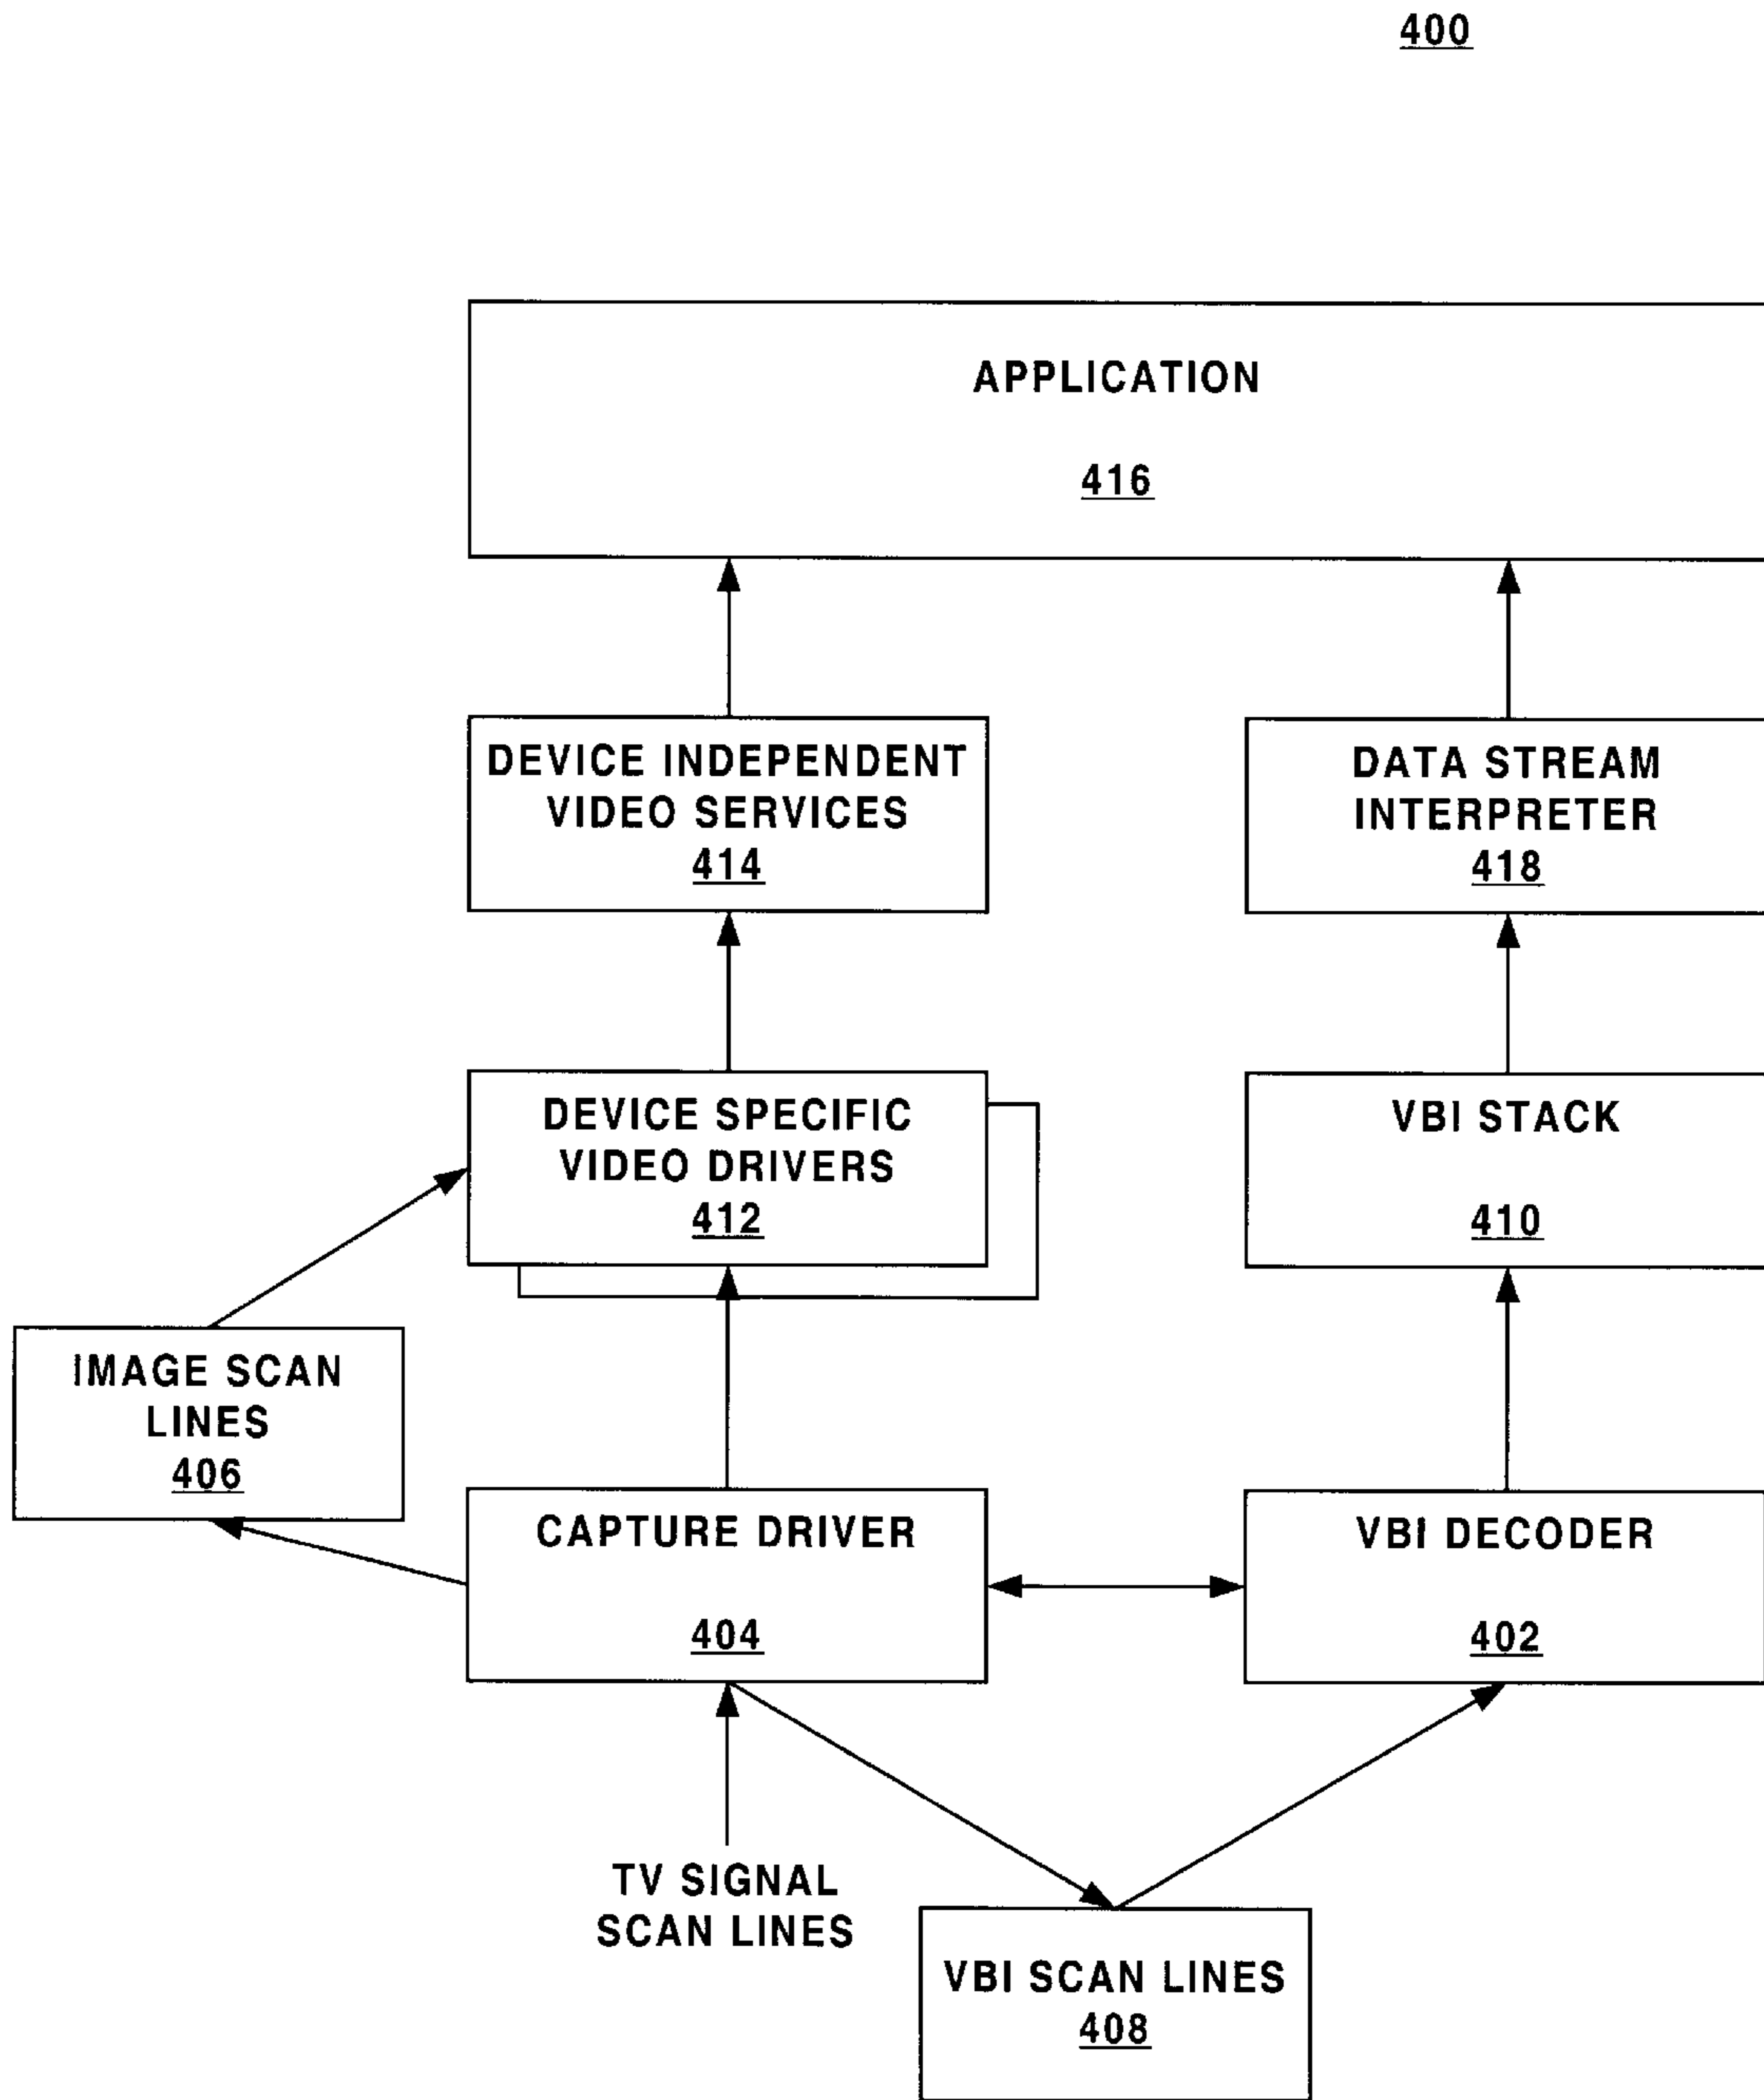 400
APPLICATION
416
DEVICE INDEPENDENT
VIDEO SERVICES
414
DATA STREAM
INTERPRETER
418
DEVICE SPECIFIC
VIDEO DRIVERS
412
VBI STACK
410
IMAGE SCAN
LINES
406
CAPTURE DRIVER
404
VBI DECODER
402
TV SIGNAL
SCAN LINES
VBI SCAN LINES
408